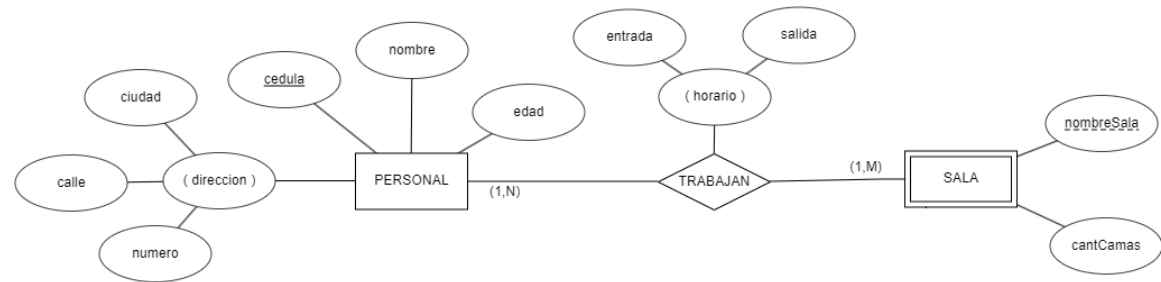 entrada
salida
nombre
cedula
ciudad
( horario )
edad
nombreSala
calle
( direccion )
PERSONAL
(1,N)
TRABAJAN
(1,M)
SALA
numero
cantCamas